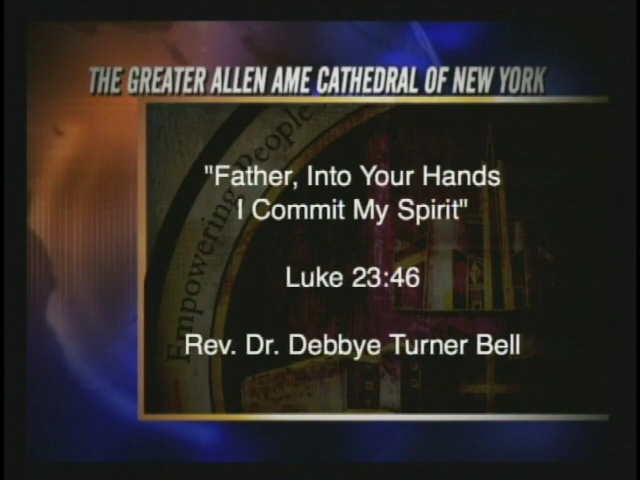 THE GREATER ALLEN AME CATHEDRAL OF NEW YORK
Empowering People
"Father, Into Your Hands
I Commit My Spirit"
Luke 23:46
Rev. Dr. Debbye Turner Bell